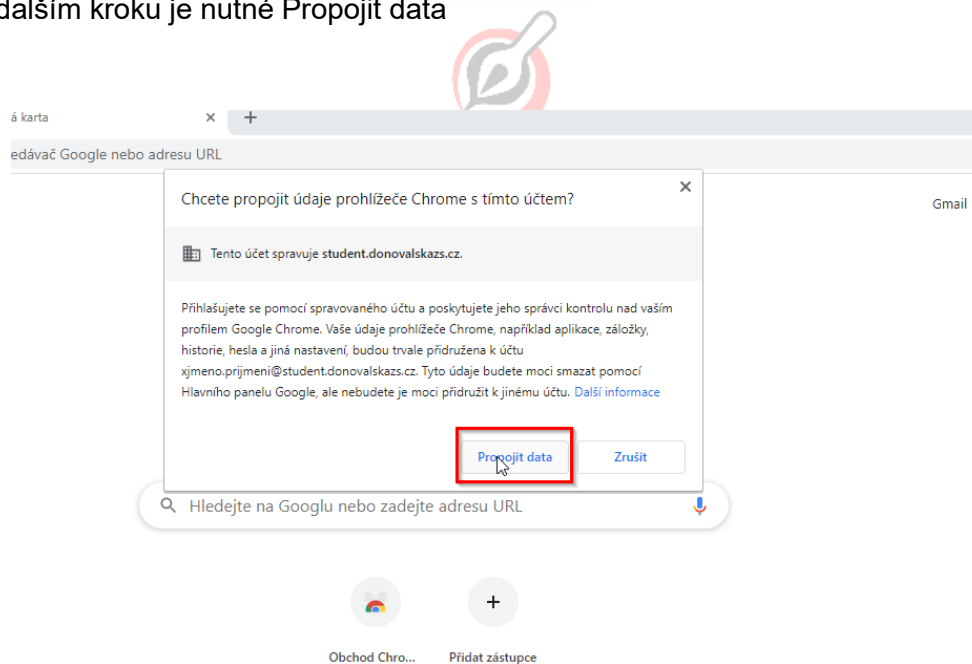 dalším kroku je nutné Propojit data
á karta
edávač Google nebo adresu URL
Chcete propojit údaje prohlížeče Chrome s tímto účtem?
Gmail
Tento účet spravuje student.donovalskazs.cz.
Přihlašujete se pomocí spravovaného účtu a poskytujete jeho správci kontrolu nad vaším
profilem Google Chrome. Vaše údaje prohlížeče Chrome, například aplikace, záložky,
historie, hesla a jiná nastavení, budou trvale přidružena k účtu
xjmeno.prijmeni@student.donovalskazs.cz. Tyto údaje budete moci smazat pomocí
Hlavního panelu Google, ale nebudete je moci přidružit k jinému účtu. Další informace
Propojit data
Zrušit
Hledejte na Googlu nebo zadejte adresu URL
Obchod Chro...
Přidat zástupce